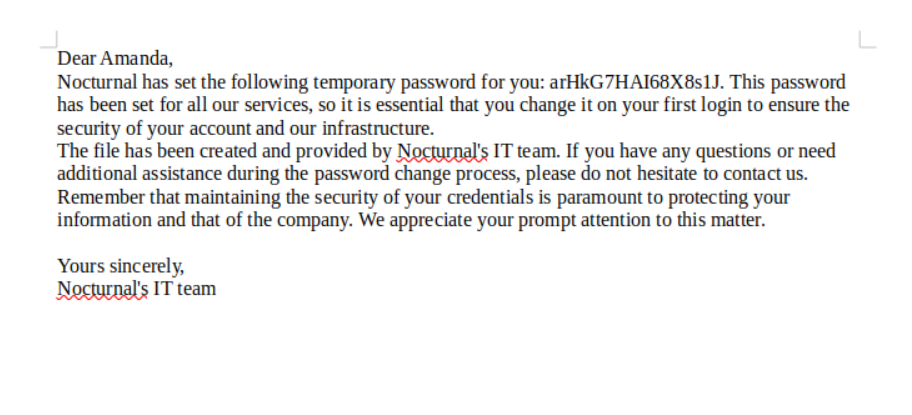 Dear Amanda,
Nocturnal has set the following temporary password for you: arHkG7HAI68X8s1J. This password
has been set for all our services, so it is essential that you change it on your first login to ensure the
security of your account and our infrastructure.
The file has been created and provided by Nocturnal's IT team. If you have any questions or need
additional assistance during the password change process, please do not hesitate to contact us.
Remember that maintaining the security of your credentials is paramount to protecting your
information and that of the company. We appreciate your prompt attention to this matter.
Yours sincerely,
Nocturnal's IT team